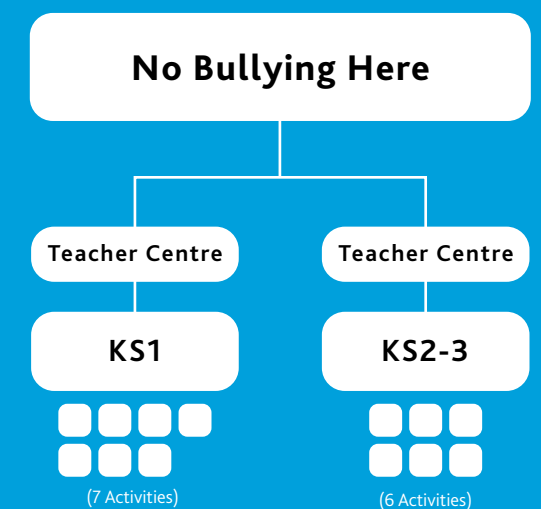 No Bullying Here
Teacher Centre
Teacher Centre
KS1
KS2-3
(7 Activities)
(6 Activities)